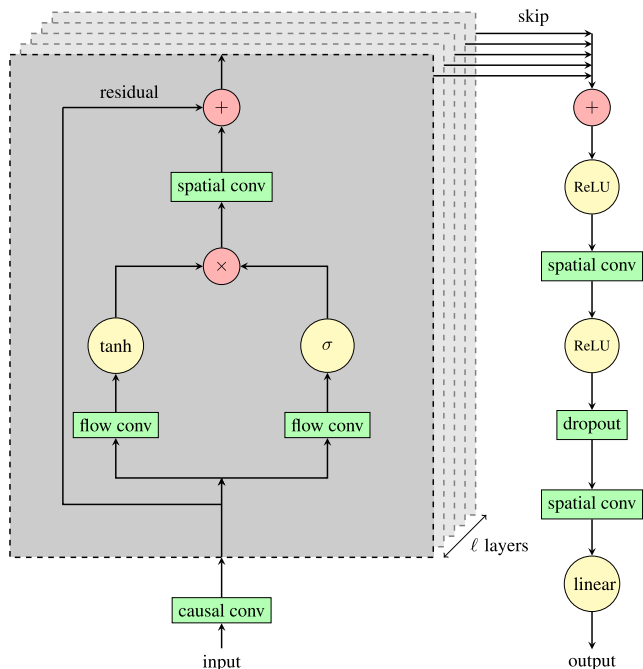 skip
residual
+
+
ReLU
spatial conv
spatial conv
×
tanh
σ
ReLU
flow conv
flow conv
dropout
spatial conv
ℓ layers
linear
causal conv
input
output